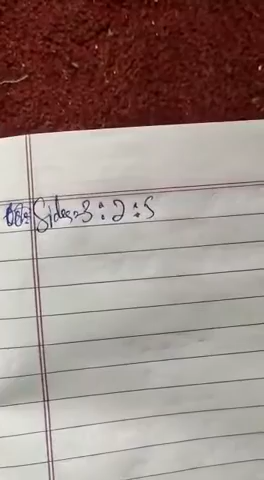 Sides = 3 : 2 : 5